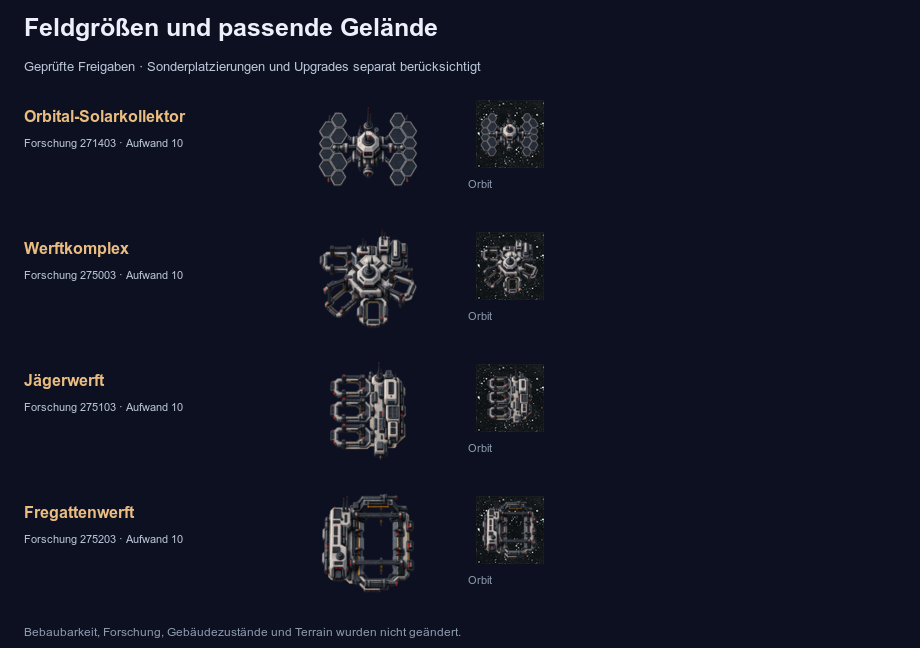 Feldgrößen und passende Gelände
Geprüfte Freigaben · Sonderplatzierungen und Upgrades separat berücksichtigt
Orbital-Solarkollektor
Forschung 271403 · Aufwand 10
Orbit
Werftkomplex
Forschung 275003 · Aufwand 10
Orbit
Jägerwerft
Forschung 275103 · Aufwand 10
Orbit
Fregattenwerft
Forschung 275203 · Aufwand 10
Orbit
Bebaubarkeit, Forschung, Gebäudezustände und Terrain wurden nicht geändert.